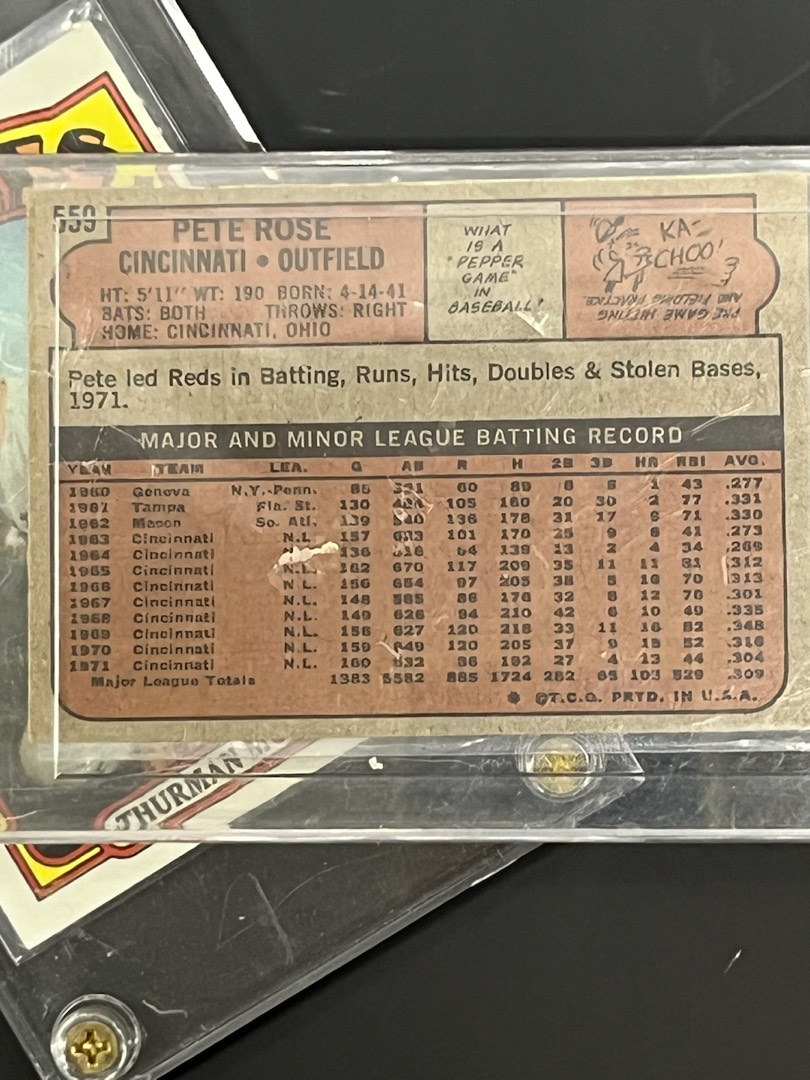 559
PETE ROSE
CINCINNATI • OUTFIELD
HT: 5'11" WT: 190 BORN: 4-14-41
BATS: BOTH THROWS: RIGHT
HOME: CINCINNATI, OHIO
WHAT
IS A
"PEPPER
GAME"
IN
BASEBALL?
KA-
CHOO!
PRE-GAME HITTING
AND FIELDING PRACTICE
Pete led Reds in Batting, Runs, Hits, Doubles & Stolen Bases,
1971.
MAJOR AND MINOR LEAGUE BATTING RECORD
YEAR TEAM LEA. G AB R H 2B 3B HR RBI AVG.
1960 Geneva N.Y.-Penn. 85 60 89 1 43 .277
1961 Tampa Fla. St. 130 105 160 20 30 2 77 .331
1962 Macon So. Atl. 139 540 136 178 31 17 71 .330
1963 Cincinnati N.L. 157 101 170 25 9 6 41 .273
1964 Cincinnati N.L. 136 516 64 139 13 2 4 34 .269
1965 Cincinnati N.L. 162 670 117 209 35 11 11 81 .312
1966 Cincinnati N.L. 156 654 97 205 38 5 16 70 .313
1967 Cincinnati N.L. 148 585 86 176 32 8 12 76 .301
1968 Cincinnati N.L. 149 626 94 210 42 6 10 49 .335
1969 Cincinnati N.L. 156 627 120 218 33 11 16 82 .348
1970 Cincinnati N.L. 159 649 120 205 37 9 15 52 .316
1971 Cincinnati N.L. 160 632 86 192 27 4 13 44 .304
Major League Totals 1383 5582 885 1724 282 65 103 529 .309
©T.C.G. PRTD. IN U.S.A.
THURMAN